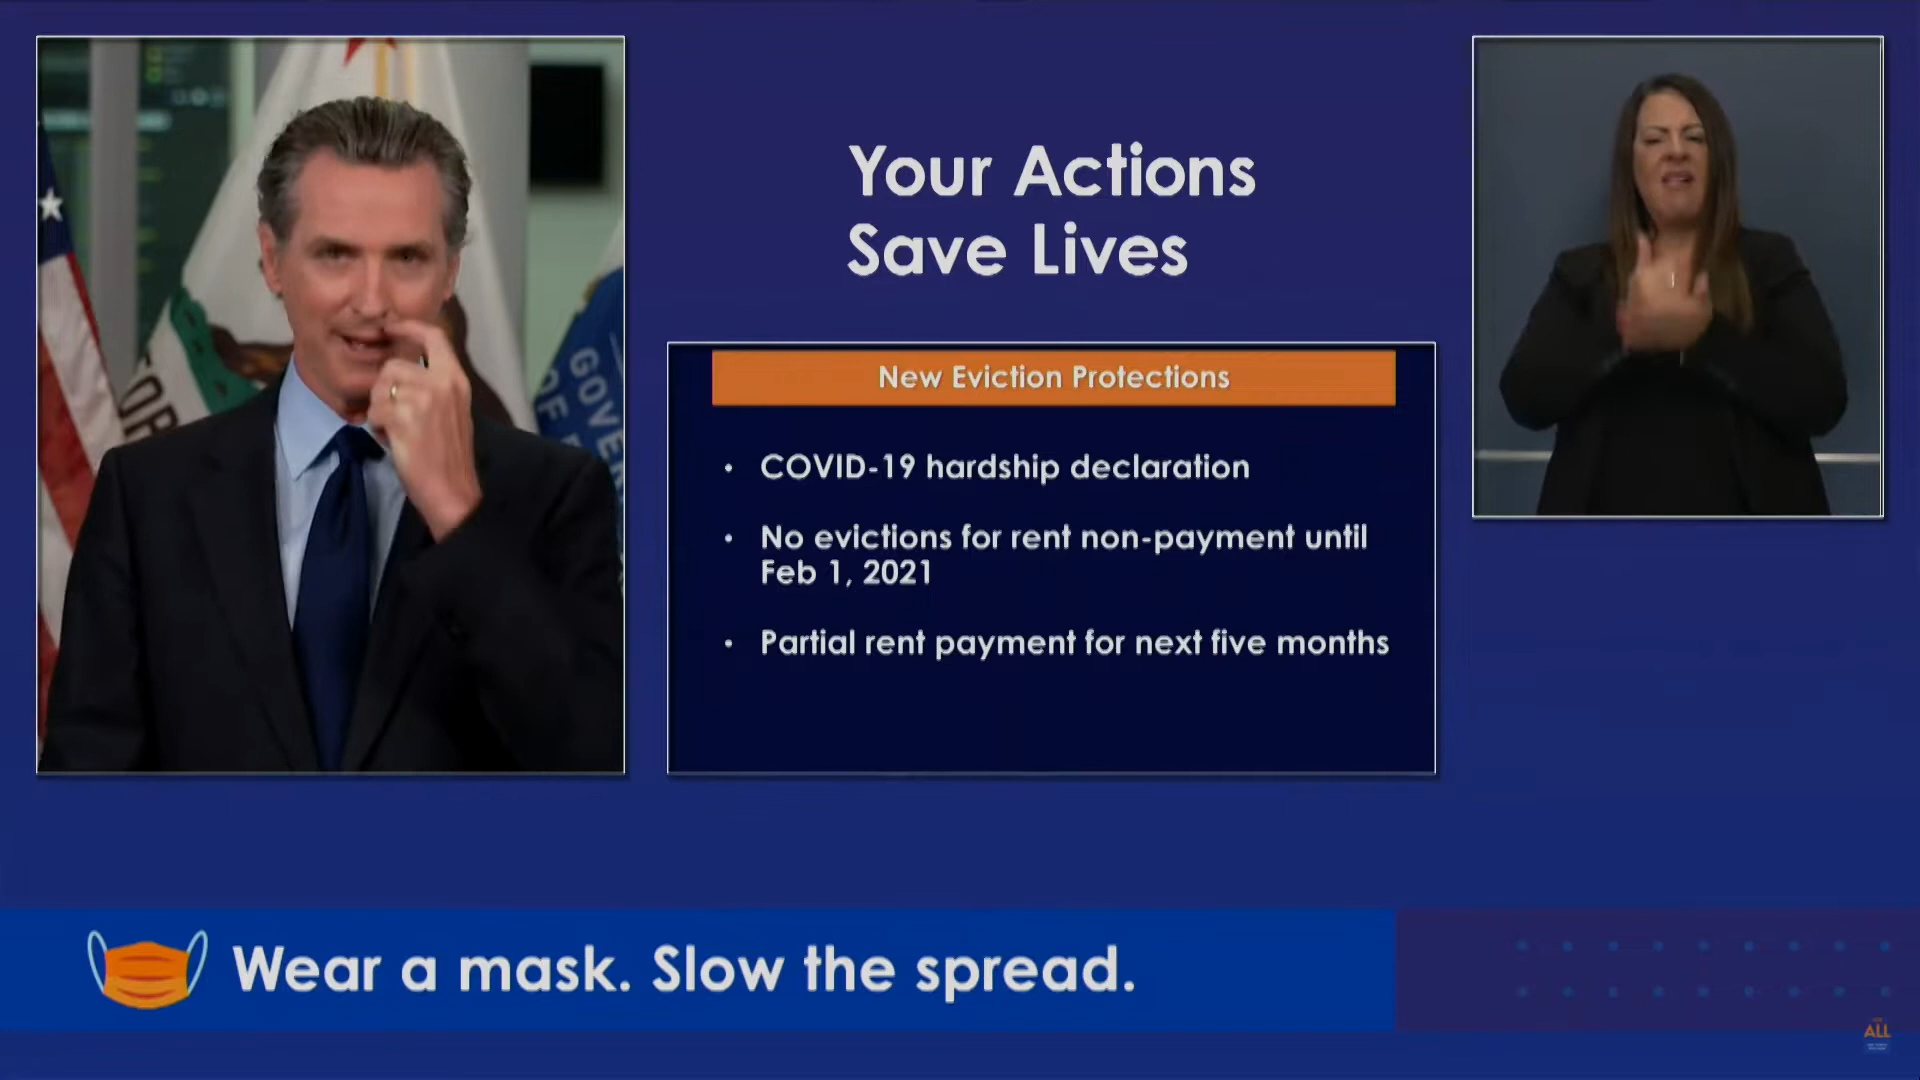 Your Actions
Save Lives
New Eviction Protections
• COVID-19 hardship declaration
• No evictions for rent non-payment until
Feb 1, 2021
• Partial rent payment for next five months
Wear a mask. Slow the spread.
ALL